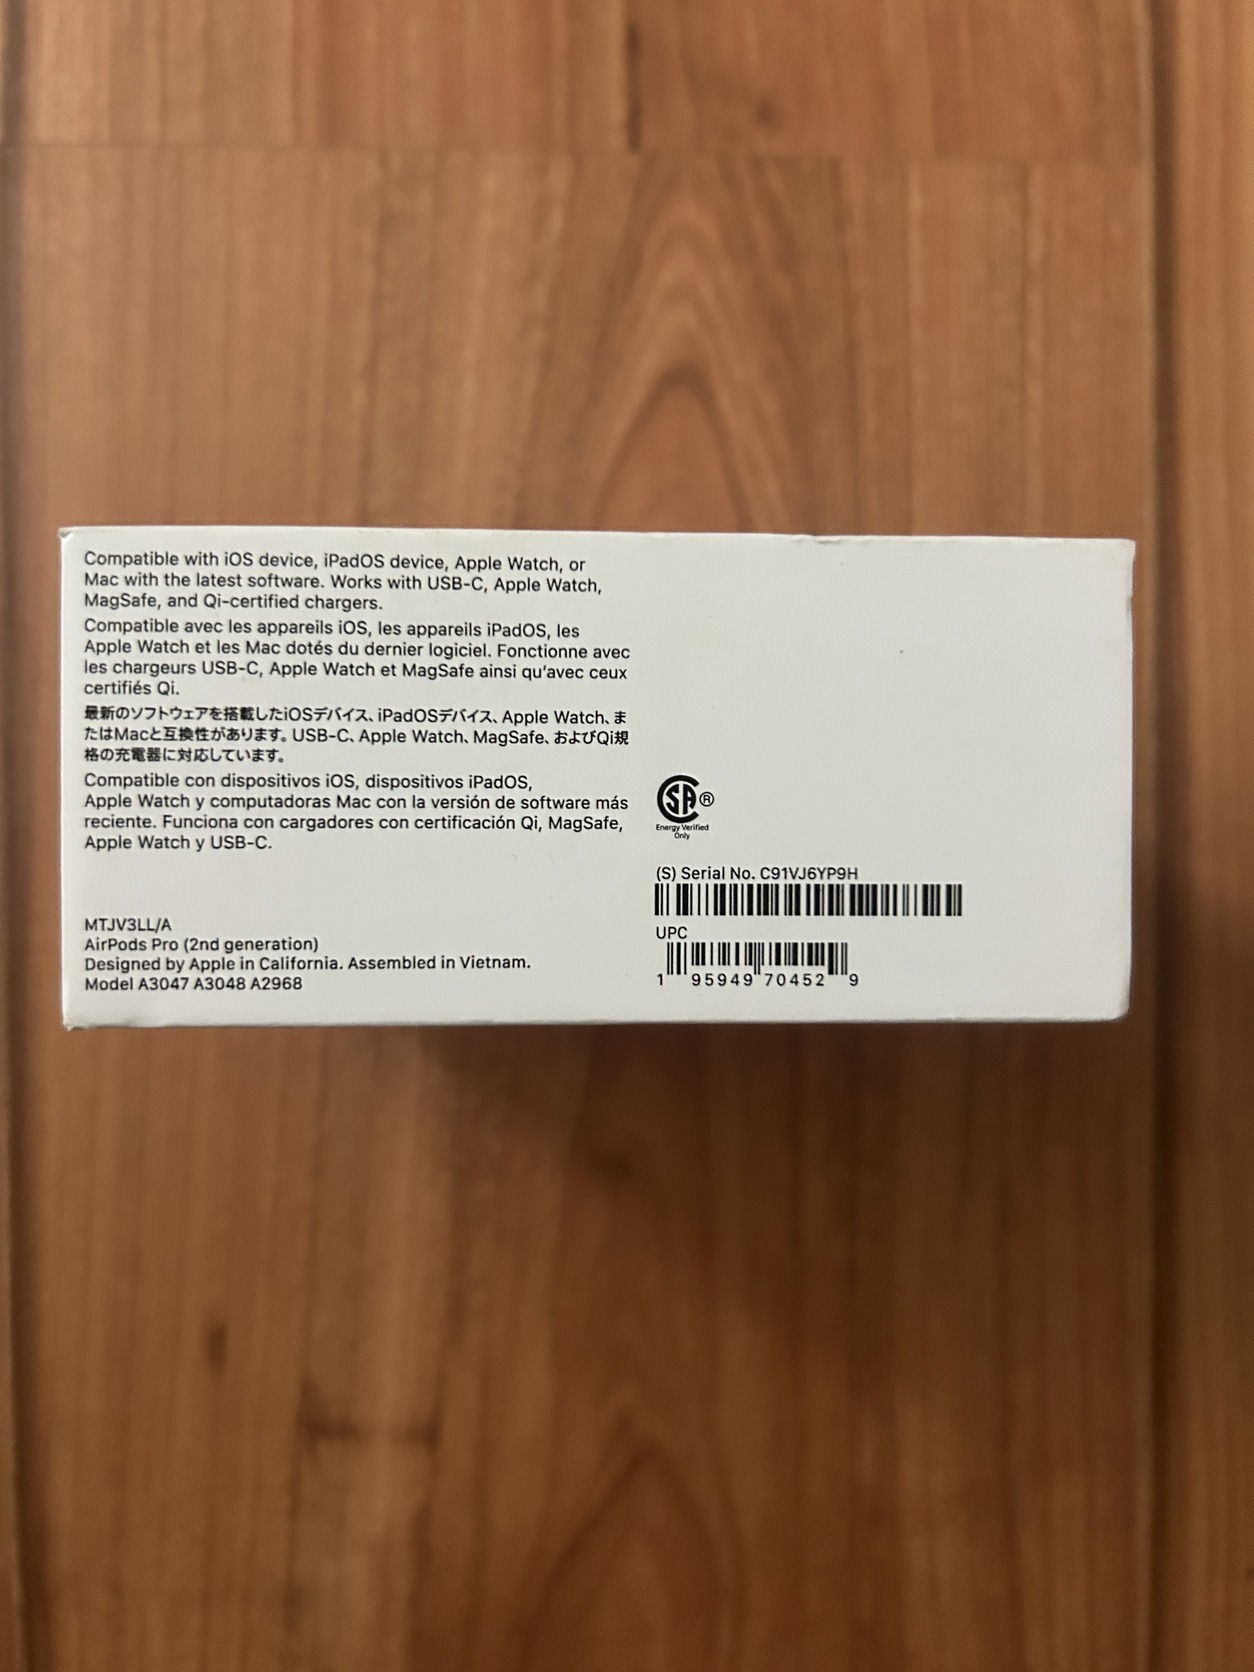 Compatible with iOS device, iPadOS device, Apple Watch, or
Mac with the latest software. Works with USB-C, Apple Watch,
MagSafe, and Qi-certified chargers.
Compatible avec les appareils iOS, les appareils iPadOS, les
Apple Watch et les Mac dotés du dernier logiciel. Fonctionne avec
les chargeurs USB-C, Apple Watch et MagSafe ainsi qu'avec ceux
certifiés Qi.
最新のソフトウェアを搭載したiOSデバイス、iPadOSデバイス、Apple Watch、ま
たはMacと互換性があります。USB-C、Apple Watch、MagSafe、およびQi規
格の充電器に対応しています。
Compatible con dispositivos iOS, dispositivos iPadOS,
Apple Watch y computadoras Mac con la versión de software más
reciente. Funciona con cargadores con certificación Qi, MagSafe,
Apple Watch y USB-C.
MTJV3LL/A
AirPods Pro (2nd generation)
Designed by Apple in California. Assembled in Vietnam.
Model A3047 A3048 A2968
SA®
Energy Verified
Only
(S) Serial No. C91VJ6YP9H
UPC
1 95949 70452 9